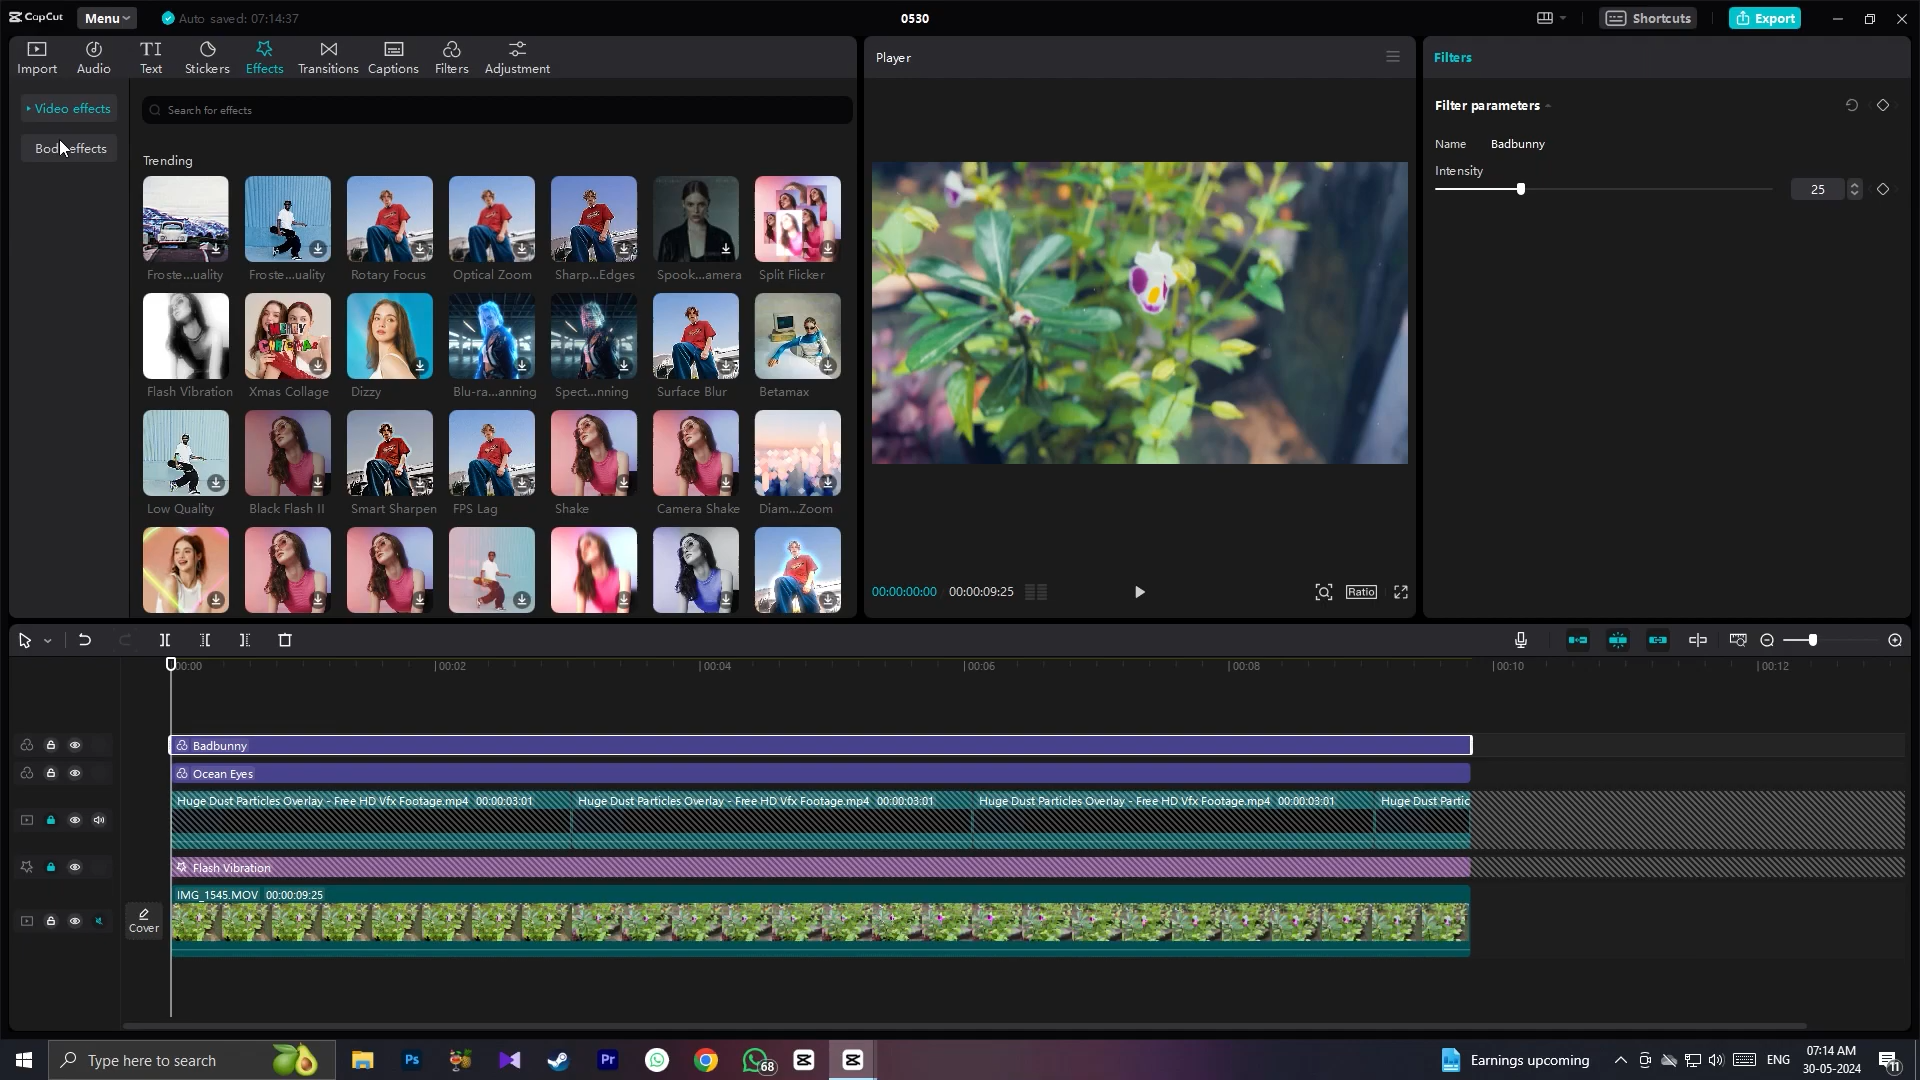 CapCut
Menu
Auto saved: 07:14:37
0530
Shortcuts
Export
Import
Audio
TI
Text
Stickers
Effects
Transitions
Captions
Filters
Adjustment
Player
Filters
Video effects
Search for effects
Filter parameters
effects
Name
Badbunny
Trending
Intensity
25
Froste...uality
Froste...uality
Rotary Focus
Optical Zoom
Sharp...Edges
Spook...amera
Split Flicker
Flash Vibration
Xmas Collage
Dizzy
Blu-ra...anning
Spect...nning
Surface Blur
Betamax
Low Quality
Black Flash II
Smart Sharpen
FPS Lag
Shake
Camera Shake
Diam...Zoom
00:00:00:00
00:00:09:25
Ratio
00:00
00:02
00:04
00:06
00:08
00:10
00:12
Badbunny
Ocean Eyes
Huge Dust Particles Overlay - Free HD Vfx Footage.mp4 00:00:03:01
Huge Dust Particles Overlay - Free HD Vfx Footage.mp4 00:00:03:01
Huge Dust Particles Overlay - Free HD Vfx Footage.mp4 00:00:03:01
Huge Dust Partic
Flash Vibration
IMG_1545.MOV 00:00:09:25
Cover
Type here to search
Ps
Pr
68
Earnings upcoming
ENG
07:14 AM
30-05-2024
11